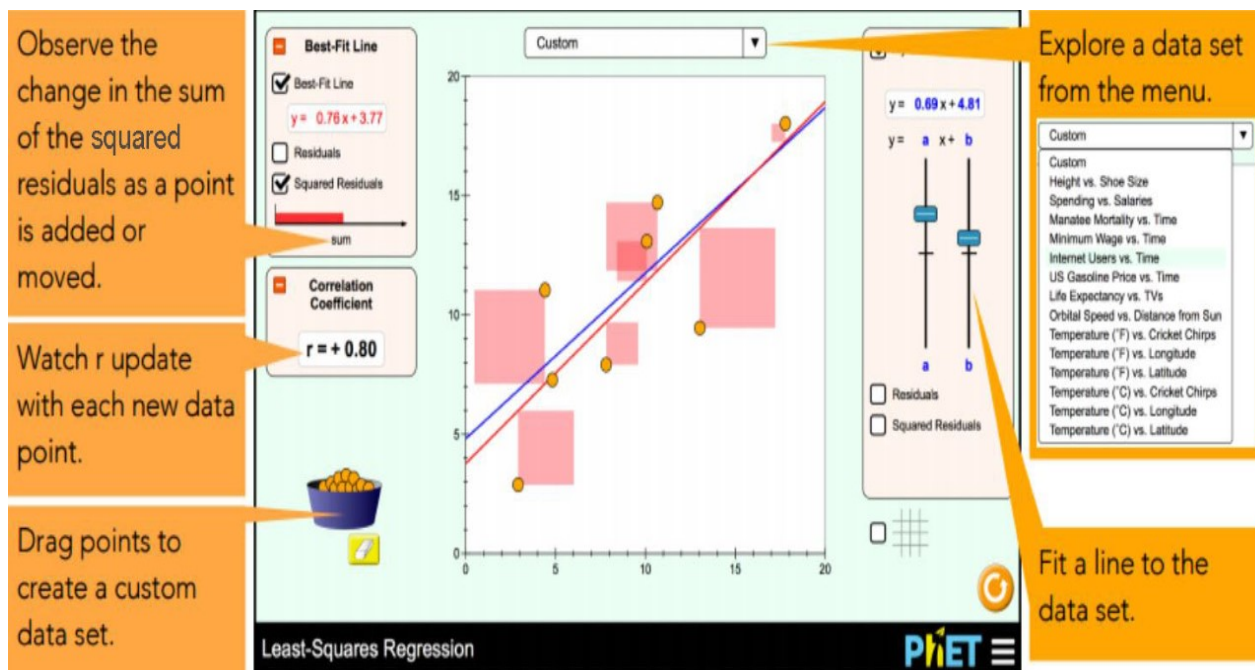 Observe the
change in the sum
of the squared
residuals as a point
is added or
moved.
Watch r update
with each new data
point.
Drag points to
create a custom
data set.
Best-Fit Line
Best-Fit Line
y = 0.76 x + 3.77
Residuals
Squared Residuals
sum
Correlation
Coefficient
r = + 0.80
Custom
20
15
10
5
0
0 5 10 15 20
y = 0.69 x + 4.81
y = a x + b
a b
Residuals
Squared Residuals
Explore a data set
from the menu.
Custom
Custom
Height vs. Shoe Size
Spending vs. Salaries
Manatee Mortality vs. Time
Minimum Wage vs. Time
Internet Users vs. Time
US Gasoline Price vs. Time
Life Expectancy vs. TVs
Orbital Speed vs. Distance from Sun
Temperature (°F) vs. Cricket Chirps
Temperature (°F) vs. Longitude
Temperature (°F) vs. Latitude
Temperature (°C) vs. Cricket Chirps
Temperature (°C) vs. Longitude
Temperature (°C) vs. Latitude
Fit a line to the
data set.
Least-Squares Regression
PhET